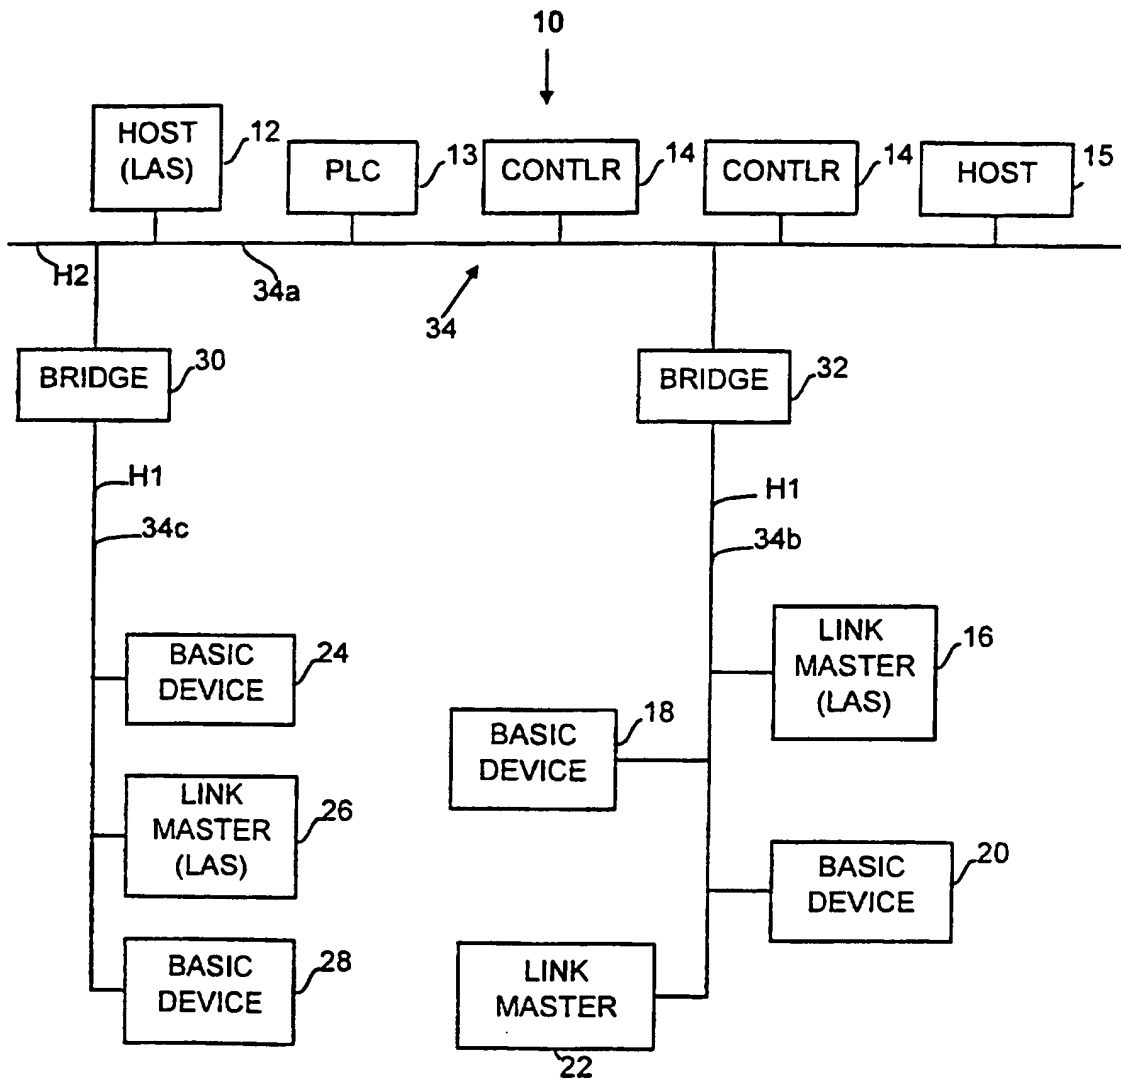 10
HOST
(LAS)
12
PLC
13
CONTLR
14
CONTLR
14
HOST
15
H2
34a
34
BRIDGE
30
BRIDGE
32
H1
34c
H1
34b
BASIC
DEVICE
24
LINK
MASTER
(LAS)
16
BASIC
DEVICE
18
LINK
MASTER
(LAS)
26
BASIC
DEVICE
20
BASIC
DEVICE
28
LINK
MASTER
22